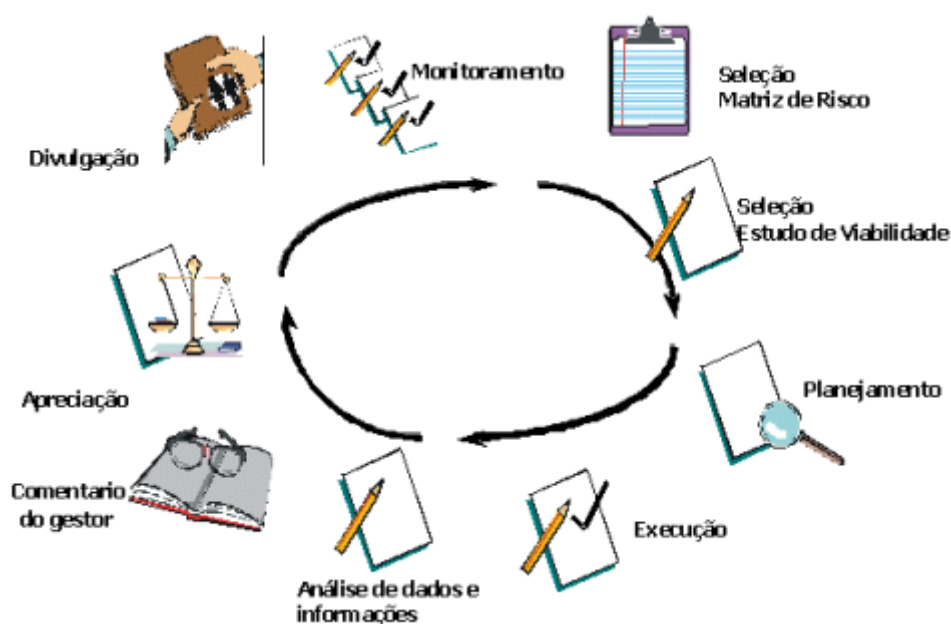 Monitoramento
Seleção
Matriz de Risco
Divulgação
Seleção
Estudo de Viabilidade
Planejamento
Apreciação
Comentario
do gestor
Execução
Análise de dados e
informações